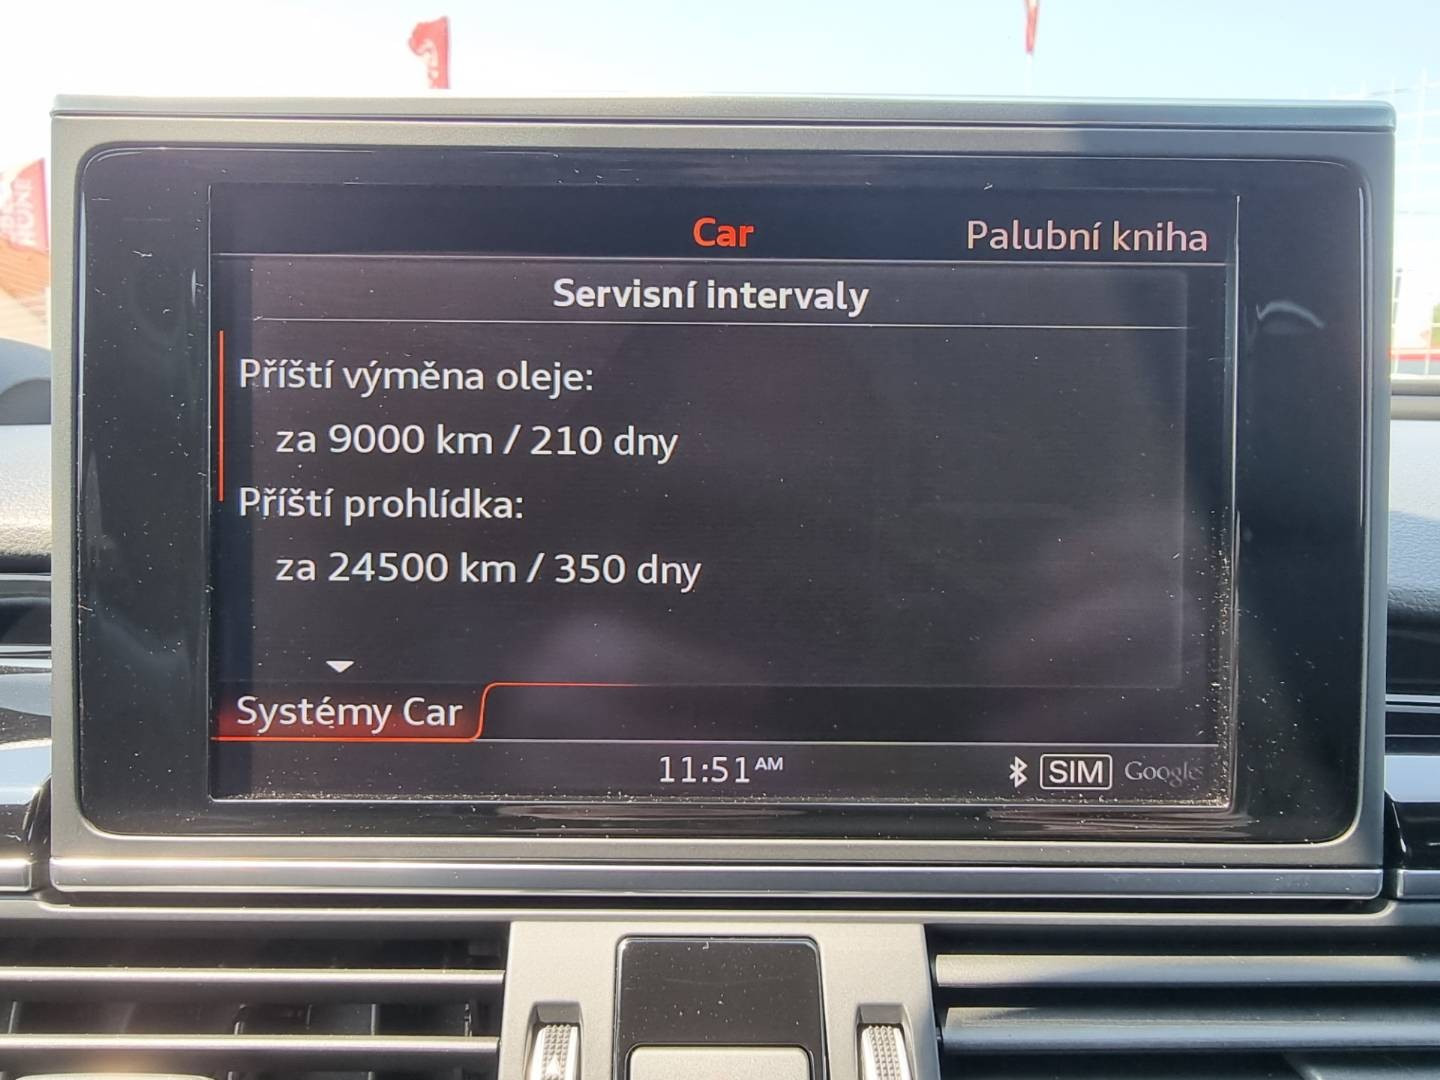 Car
Palubní kniha
Servisní intervaly
Příští výměna oleje:
za 9000 km / 210 dny
Příští prohlídka:
za 24500 km / 350 dny
Systémy Car
11:51 AM
SIM Google